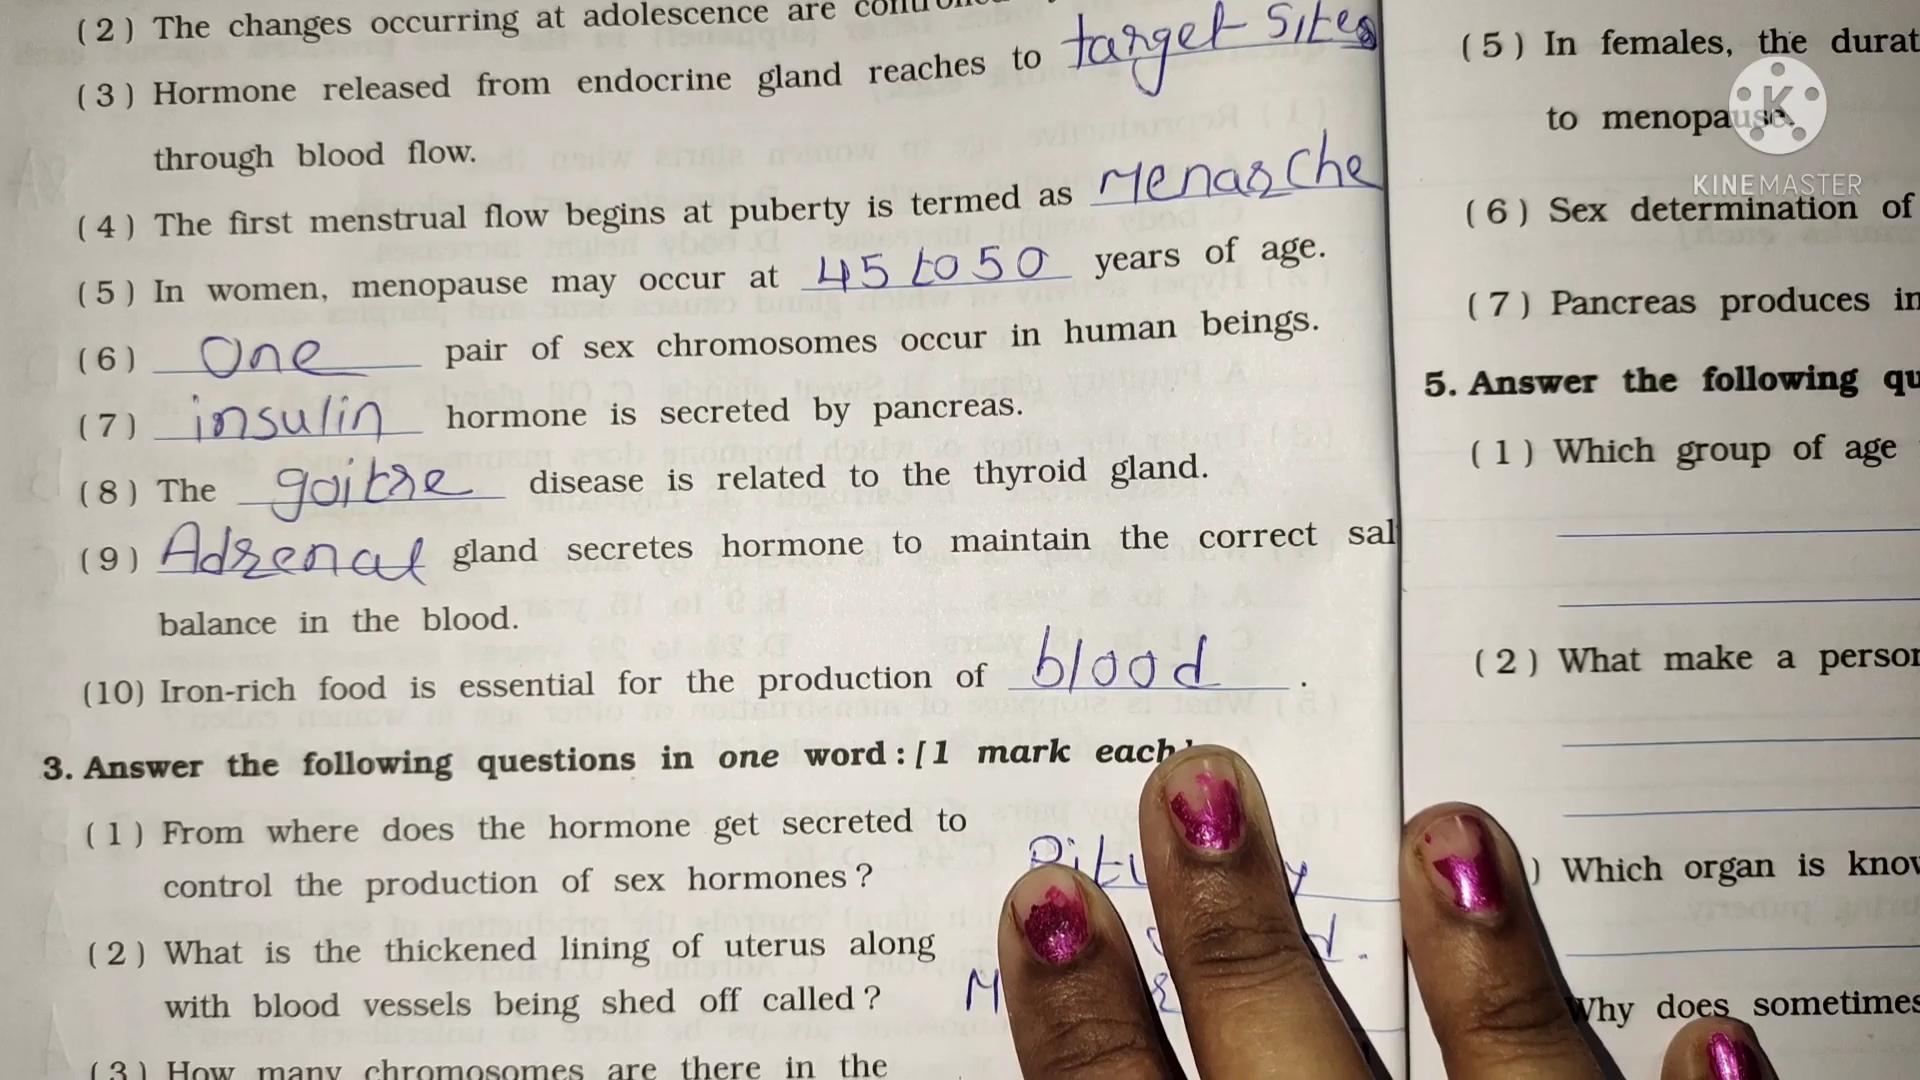 (2) The changes occurring at adolescence are
(3) Hormone released from endocrine gland reaches to target sites
through blood flow.
(4) The first menstrual flow begins at puberty is termed as Menarche
(5) In women, menopause may occur at 45 to 50 years of age.
(6) One pair of sex chromosomes occur in human beings.
(7) insulin hormone is secreted by pancreas.
(8) The goitre disease is related to the thyroid gland.
(9) Adrenal gland secretes hormone to maintain the correct sal
balance in the blood.
(10) Iron-rich food is essential for the production of blood.
3. Answer the following questions in one word : [1 mark each
(1) From where does the hormone get secreted to
control the production of sex hormones ?
(2) What is the thickened lining of uterus along
with blood vessels being shed off called ?
(3) How many chromosomes are there in the
(5) In females, the durat
to menopause.
K
KINEMASTER
(6) Sex determination of
(7) Pancreas produces in
5. Answer the following qu
(1) Which group of age
(2) What make a person
) Which organ is know
Why does sometimes